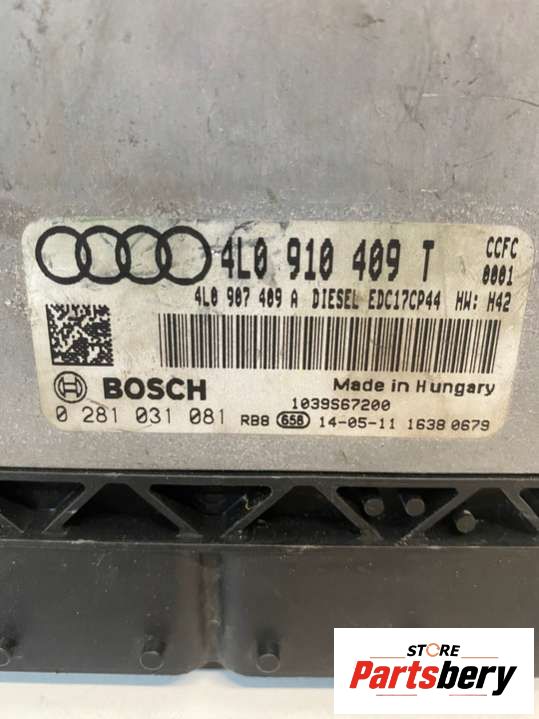 4L0 910 409 T
CCFC
0001
4L0 907 409 A DIESEL EDC17CP44 HW: H42
BOSCH
Made in Hungary
1039S67200
0 281 031 081
RB8 656 14-05-11 1638 0679
STORE
Partsbery